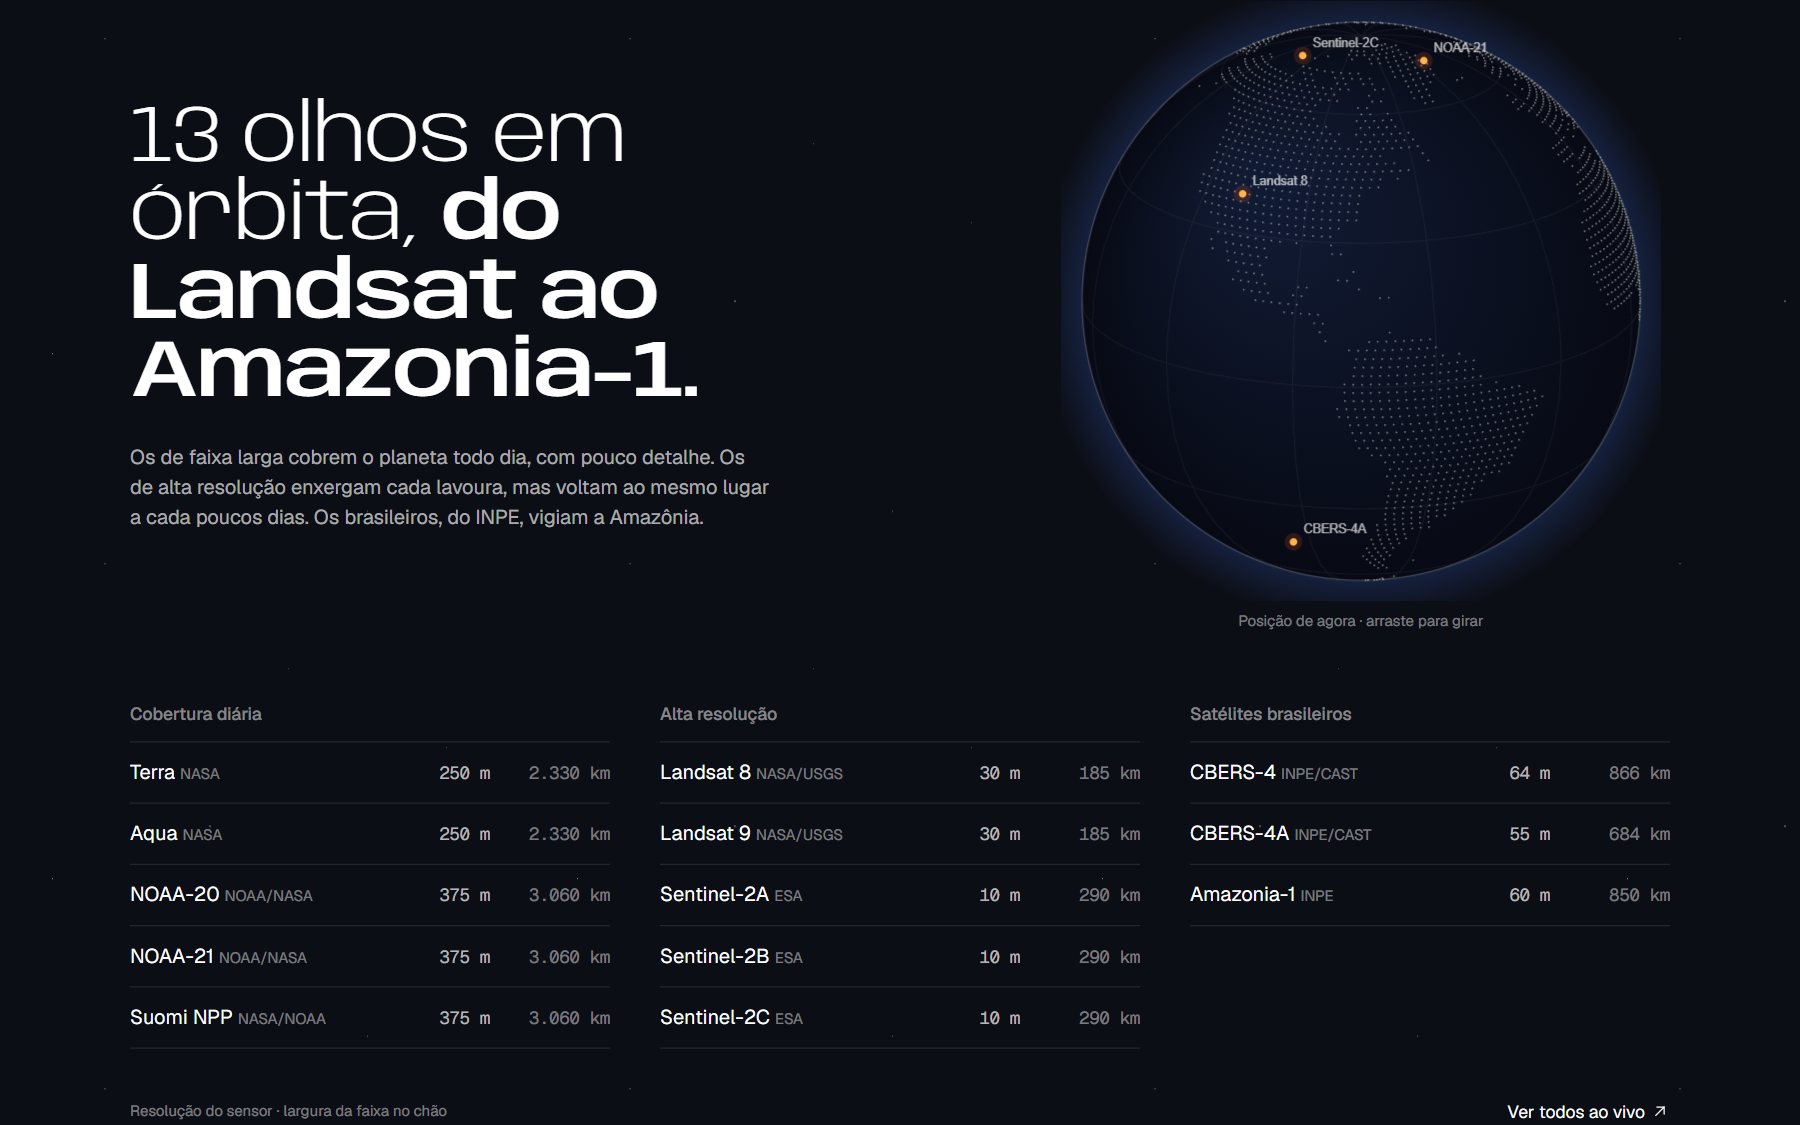 13 olhos em
órbita, do
Landsat ao
Amazonia-1.
Os de faixa larga cobrem o planeta todo dia, com pouco detalhe. Os
de alta resolução enxergam cada lavoura, mas voltam ao mesmo lugar
a cada poucos dias. Os brasileiros, do INPE, vigiam a Amazônia.
Sentinel-2C
NOAA-21
Landsat 8
CBERS-4A
Posição de agora · arraste para girar
Cobertura diária
Terra NASA 250 m 2.330 km
Aqua NASA 250 m 2.330 km
NOAA-20 NOAA/NASA 375 m 3.060 km
NOAA-21 NOAA/NASA 375 m 3.060 km
Suomi NPP NASA/NOAA 375 m 3.060 km
Alta resolução
Landsat 8 NASA/USGS 30 m 185 km
Landsat 9 NASA/USGS 30 m 185 km
Sentinel-2A ESA 10 m 290 km
Sentinel-2B ESA 10 m 290 km
Sentinel-2C ESA 10 m 290 km
Satélites brasileiros
CBERS-4 INPE/CAST 64 m 866 km
CBERS-4A INPE/CAST 55 m 684 km
Amazonia-1 INPE 60 m 850 km
Resolução do sensor · largura da faixa no chão
Ver todos ao vivo ↗